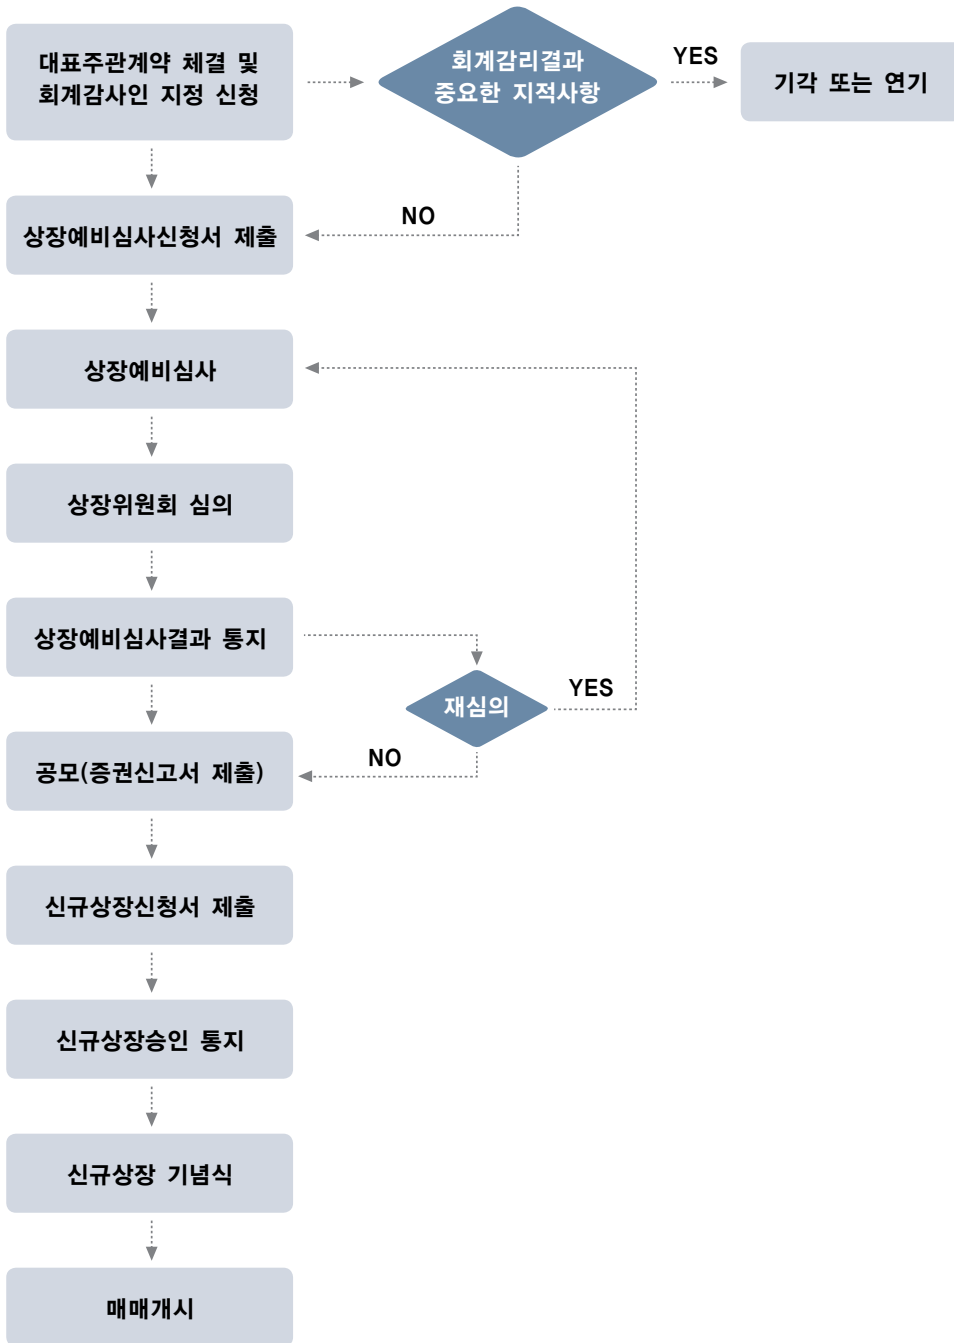 대표주관계약 체결 및
회계감사인 지정 신청
회계감리결과
중요한 지적사항
YES
기각 또는 연기
NO
상장예비심사신청서 제출
상장예비심사
상장위원회 심의
상장예비심사결과 통지
재심의
YES
NO
공모(증권신고서 제출)
신규상장신청서 제출
신규상장승인 통지
신규상장 기념식
매매개시